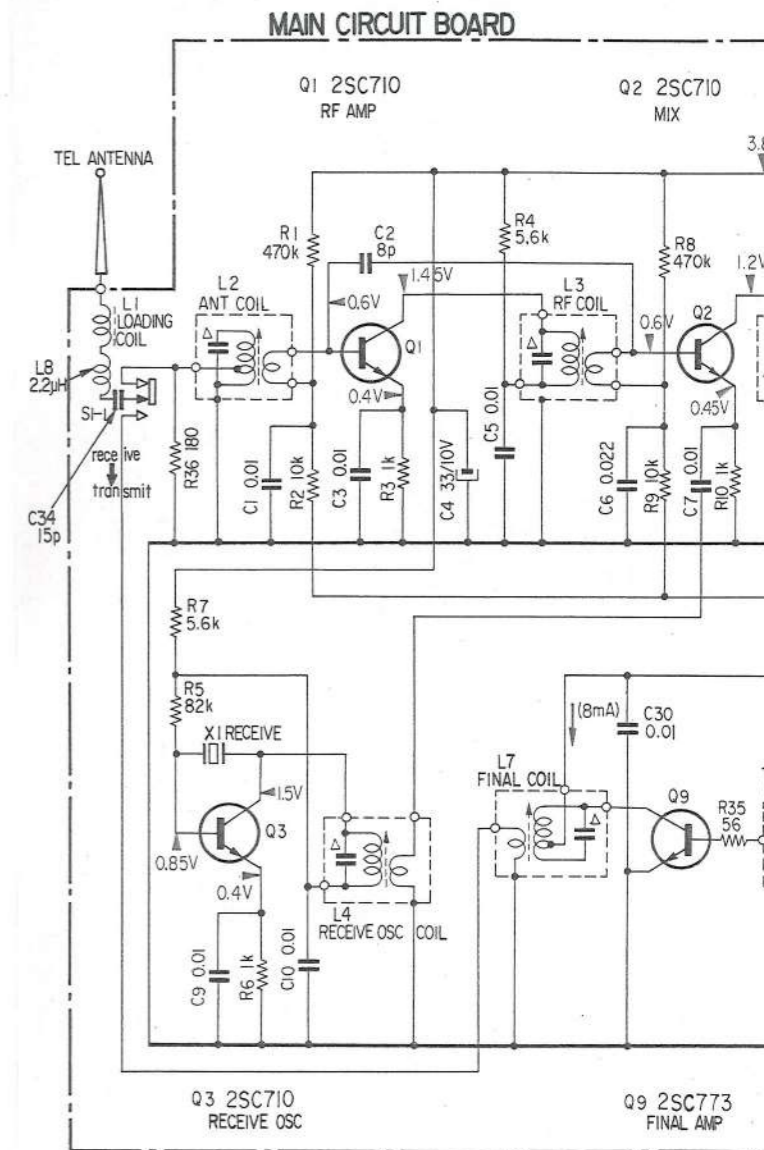 MAIN CIRCUIT BOARD
Q1 2SC710
RF AMP
Q2 2SC710
MIX
TEL ANTENNA
3.8
R1
470k
C2
8p
R4
5.6k
R8
470k
1.45V
1.2V
L1
LOADING
COIL
L2
ANT COIL
0.6V
L3
RF COIL
Q2
0.6V
Δ
Q1
Δ
L8
2.2μH
S1-1
0.4V
0.45V
receive
transmit
R36 180
C1 0.01
R2 10k
C3 0.01
R3 1k
C4 33/10V
C5 0.01
C6 0.022
R9 10k
C7 0.01
R10 1k
C34
15p
R7
5.6k
R5
82k
X1 RECEIVE
(8mA)
C30
0.01
L7
FINAL COIL
1.5V
Q3
Q9
R35
56
Δ
Δ
0.85V
0.4V
L4
RECEIVE OSC COIL
C9 0.01
R6 1k
C10 0.01
Q3 2SC710
RECEIVE OSC
Q9 2SC773
FINAL AMP